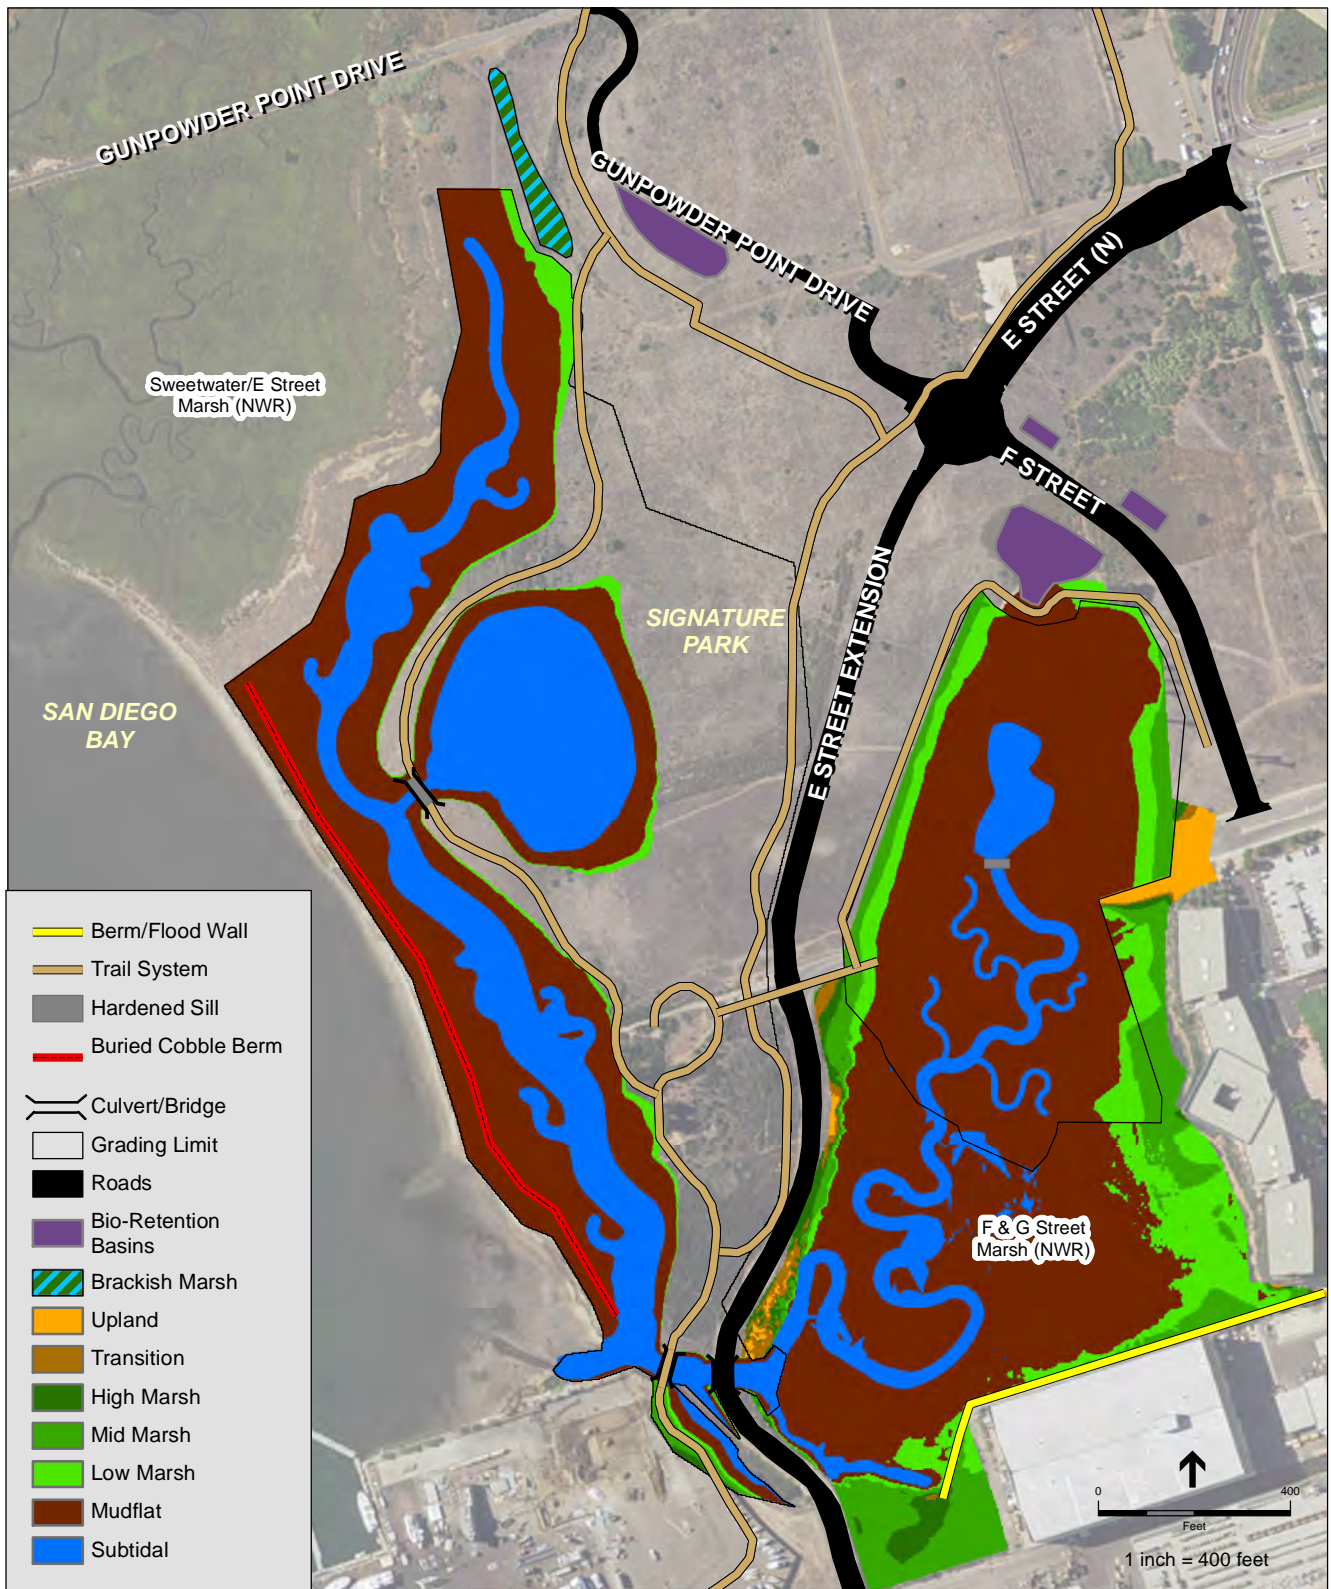 GUNPOWDER POINT DRIVE
GUNPOWDER POINT DRIVE
E STREET (N)
Sweetwater/E Street
Marsh (NWR)
F STREET
SIGNATURE
PARK
E STREET EXTENSION
SAN DIEGO
BAY
F & G Street
Marsh (NWR)
Berm/Flood Wall
Trail System
Hardened Sill
Buried Cobble Berm
Culvert/Bridge
Grading Limit
Roads
Bio-Retention
Basins
Brackish Marsh
Upland
Transition
High Marsh
Mid Marsh
Low Marsh
Mudflat
Subtidal
0 400
Feet
1 inch = 400 feet